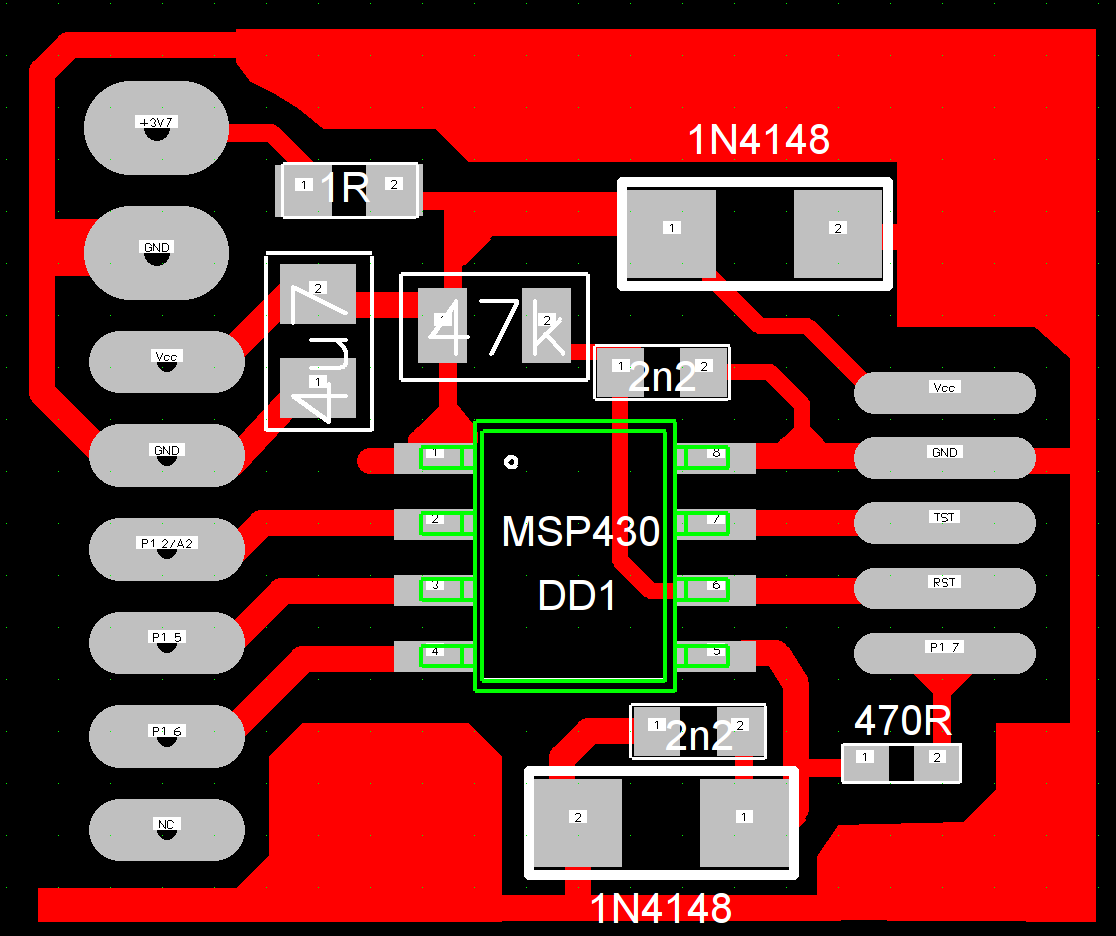 +3V7
1N4148
1 1R 2
1
2
GND
2
4u7
1
1 47k 2
Vcc
1 2n2 2
Vcc
GND
1
8
GND
P1.2/A2
2
7
TST
MSP430
3
6
RST
DD1
P1.5
4
5
P1.7
P1.6
1 2n2 2
470R
1
2
NC
2
1
1N4148